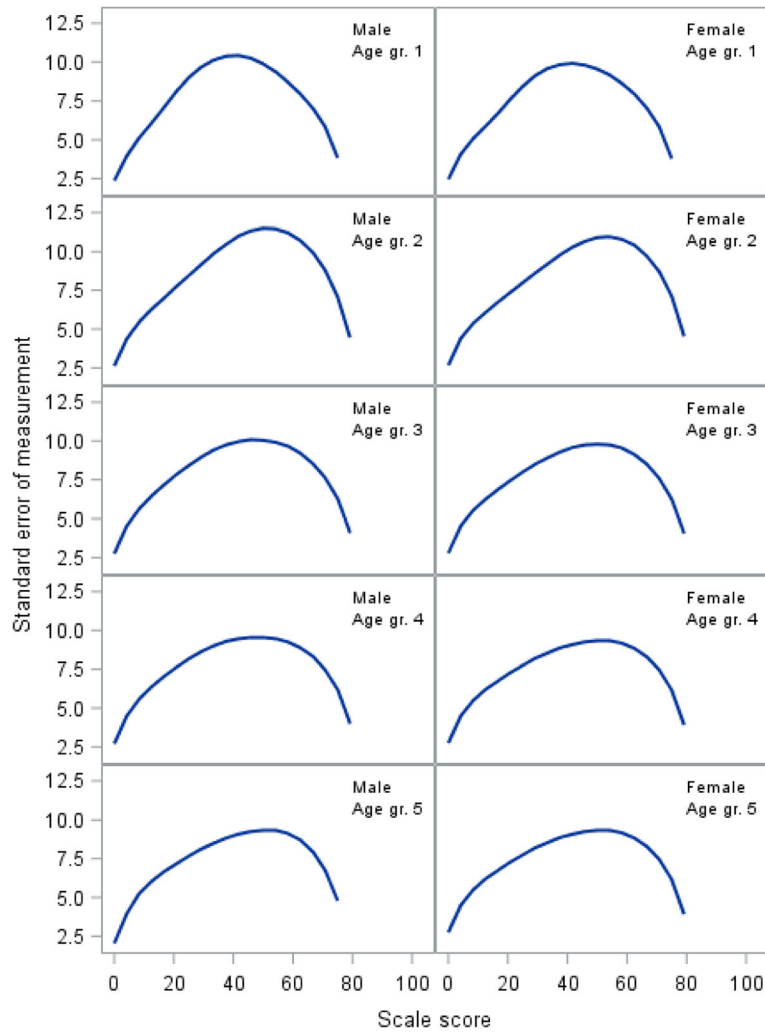 12.5
10.0
7.5
5.0
2.5
Male
Age gr. 1
Female
Age gr. 1
12.5
10.0
7.5
5.0
2.5
Male
Age gr. 2
Female
Age gr. 2
12.5
10.0
7.5
5.0
2.5
Male
Age gr. 3
Female
Age gr. 3
12.5
10.0
7.5
5.0
2.5
Male
Age gr. 4
Female
Age gr. 4
12.5
10.0
7.5
5.0
2.5
Male
Age gr. 5
Female
Age gr. 5
Standard error of measurement
0 20 40 60 80 100 0 20 40 60 80 100
Scale score